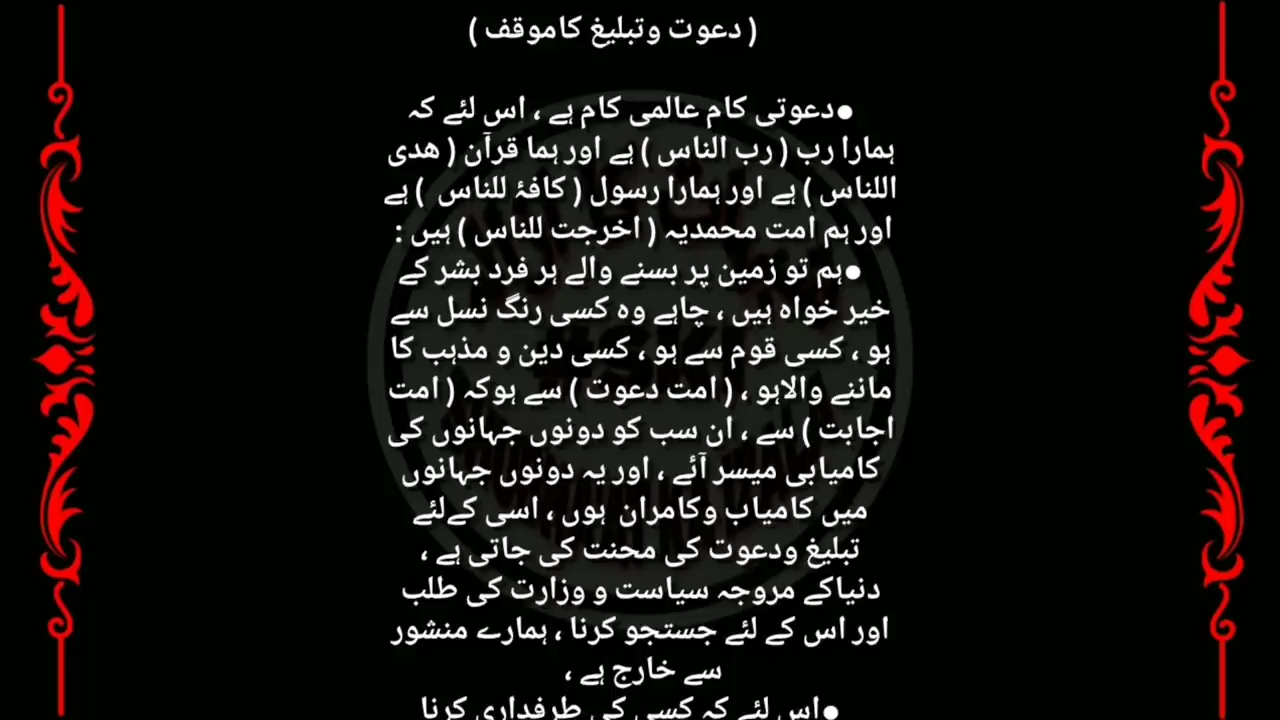 ( دعوت وتبلیغ کاموقف )
●دعوتی کام عالمی کام ہے ، اس لئے کہ
ہمارا رب ( رب الناس ) ہے اور ہما قرآن ( ھدی
اللناس ) ہے اور ہمارا رسول ( کافۂ للناس ) ہے
اور ہم امت محمدیہ ( اخرجت للناس ) ہیں :
●ہم تو زمین پر بسنے والے ہر فرد بشر کے
خیر خواہ ہیں ، چاہے وہ کسی رنگ نسل سے
ہو ، کسی قوم سے ہو ، کسی دین و مذہب کا
ماننے والاہو ، ( امت دعوت ) سے ہوکہ ( امت
اجابت ) سے ، ان سب کو دونوں جہانوں کی
کامیابی میسر آئے ، اور یہ دونوں جہانوں
میں کامیاب وکامران ہوں ، اسی کےلئے
تبلیغ ودعوت کی محنت کی جاتی ہے ،
دنیاکے مروجہ سیاست و وزارت کی طلب
اور اس کے لئے جستجو کرنا ، ہمارے منشور
سے خارج ہے ،
●اس لئے کہ کسی کی طرفداری کرنا